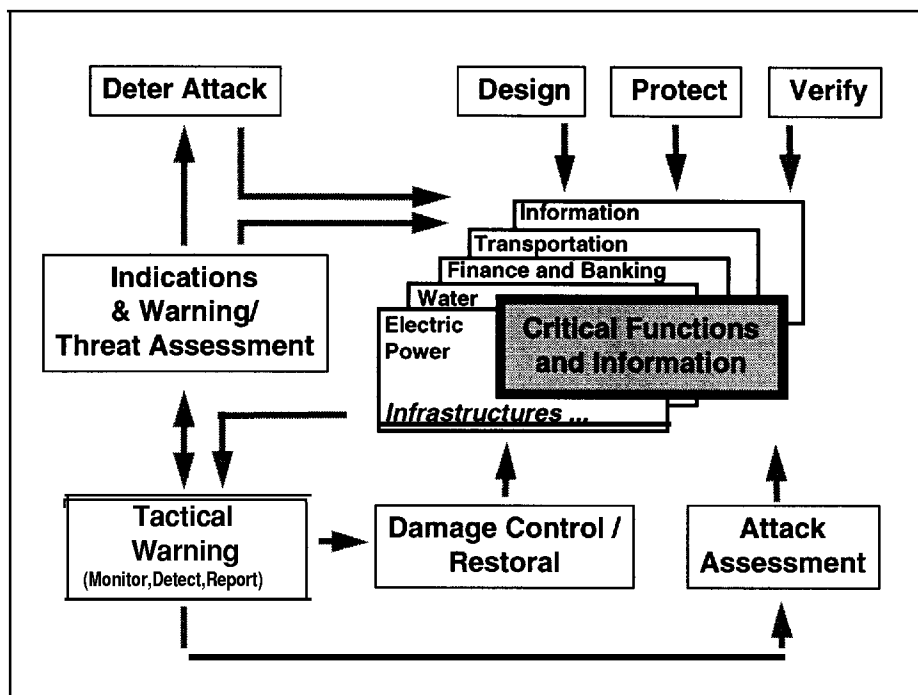 Deter Attack
Design
Protect
Verify
Information
Transportation
Finance and Banking
Water
Electric
Power
Critical Functions
and Information
Infrastructures ...
Indications
& Warning/
Threat Assessment
Tactical
Warning
(Monitor,Detect,Report)
Damage Control /
Restoral
Attack
Assessment